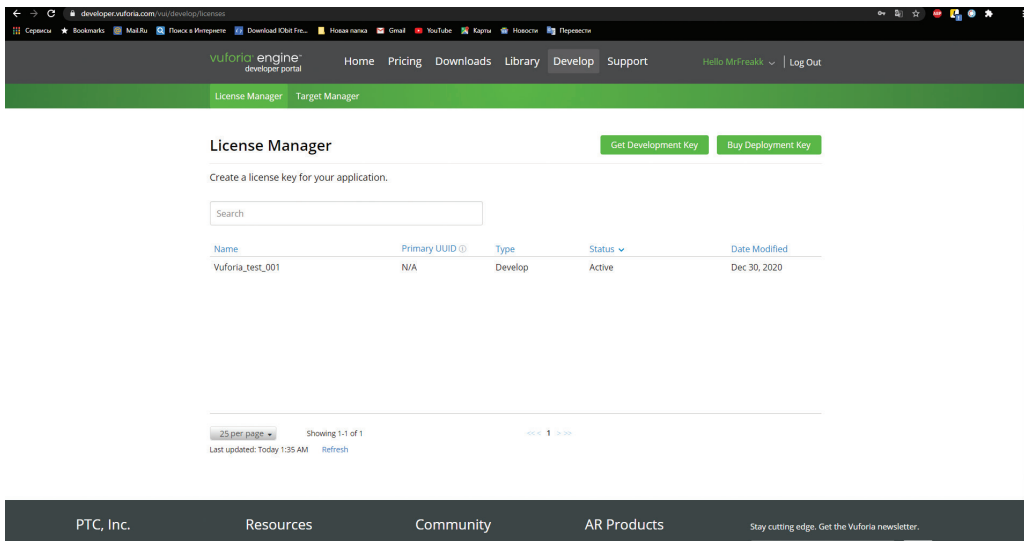 developer.vuforia.com/vui/develop/licenses
Сервисы Bookmarks Mail.Ru Поиск в Интернете Download IObit Fre... Новая папка Gmail YouTube Карты Новости Перевести
vuforia engine Home Pricing Downloads Library Develop Support Hello MrFreakk Log Out
developer portal
License Manager Target Manager
License Manager Get Development Key Buy Deployment Key
Create a license key for your application.
Search
Name Primary UUID Type Status Date Modified
Vuforia_test_001 N/A Develop Active Dec 30, 2020
25 per page Showing 1-1 of 1 <<< 1 > >>
Last updated: Today 1:35 AM Refresh
PTC, Inc. Resources Community AR Products Stay cutting edge. Get the Vuforia newsletter.